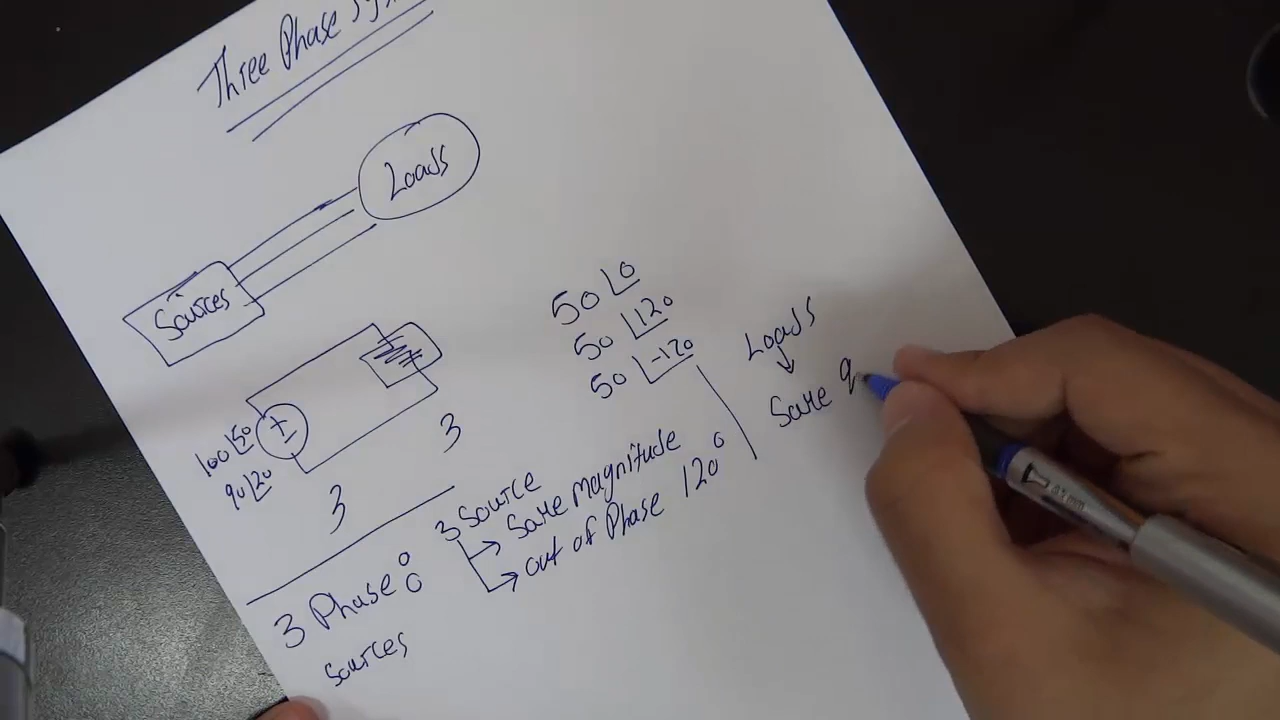 Three Phase
Loads
Sources
50∠0
50∠120
50∠-120
Loads
Same
±
100∠50
90∠20
3
3
3 Source
Same magnitude
out of Phase 120°
3 Phase:
Sources